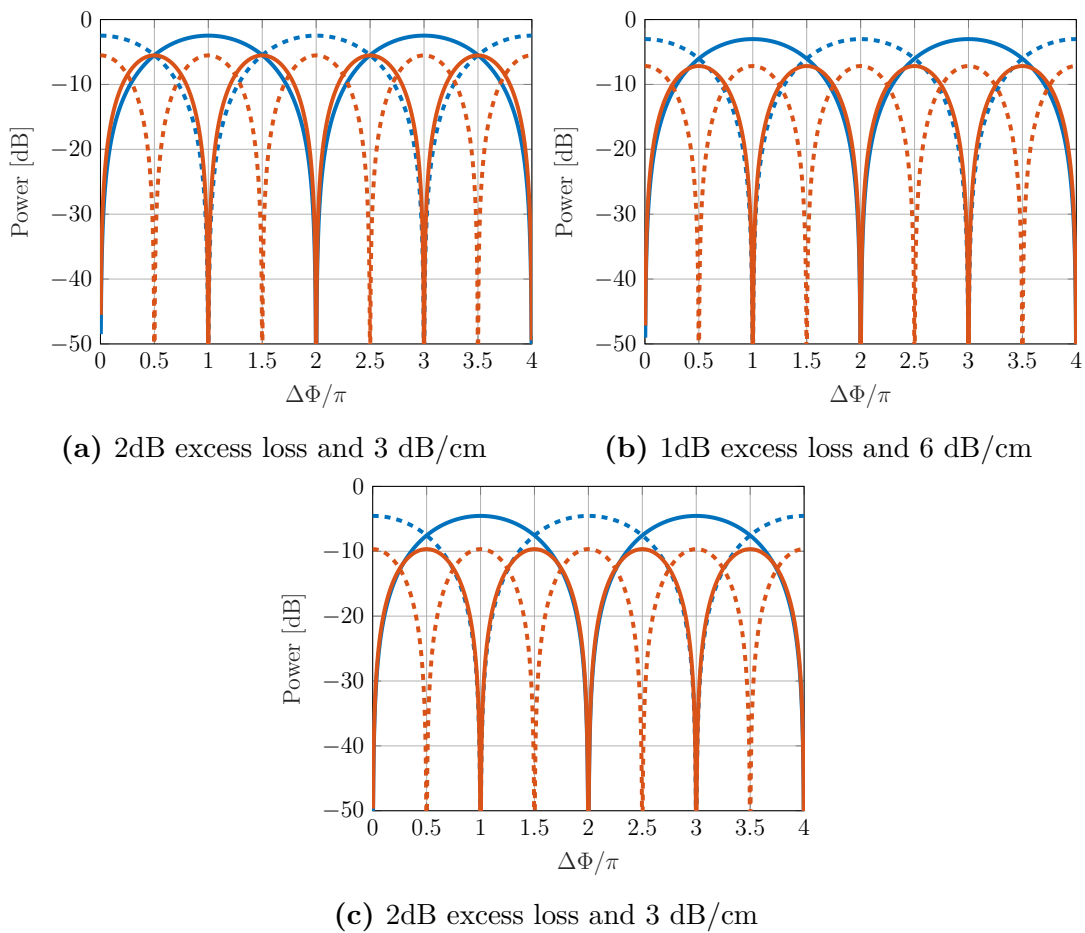 0
−10
−20
−30
−40
−50
Power [dB]
0 0.5 1 1.5 2 2.5 3 3.5 4
ΔΦ/π
(a) 2dB excess loss and 3 dB/cm
0
−10
−20
−30
−40
−50
Power [dB]
0 0.5 1 1.5 2 2.5 3 3.5 4
ΔΦ/π
(b) 1dB excess loss and 6 dB/cm
0
−10
−20
−30
−40
−50
Power [dB]
0 0.5 1 1.5 2 2.5 3 3.5 4
ΔΦ/π
(c) 2dB excess loss and 3 dB/cm